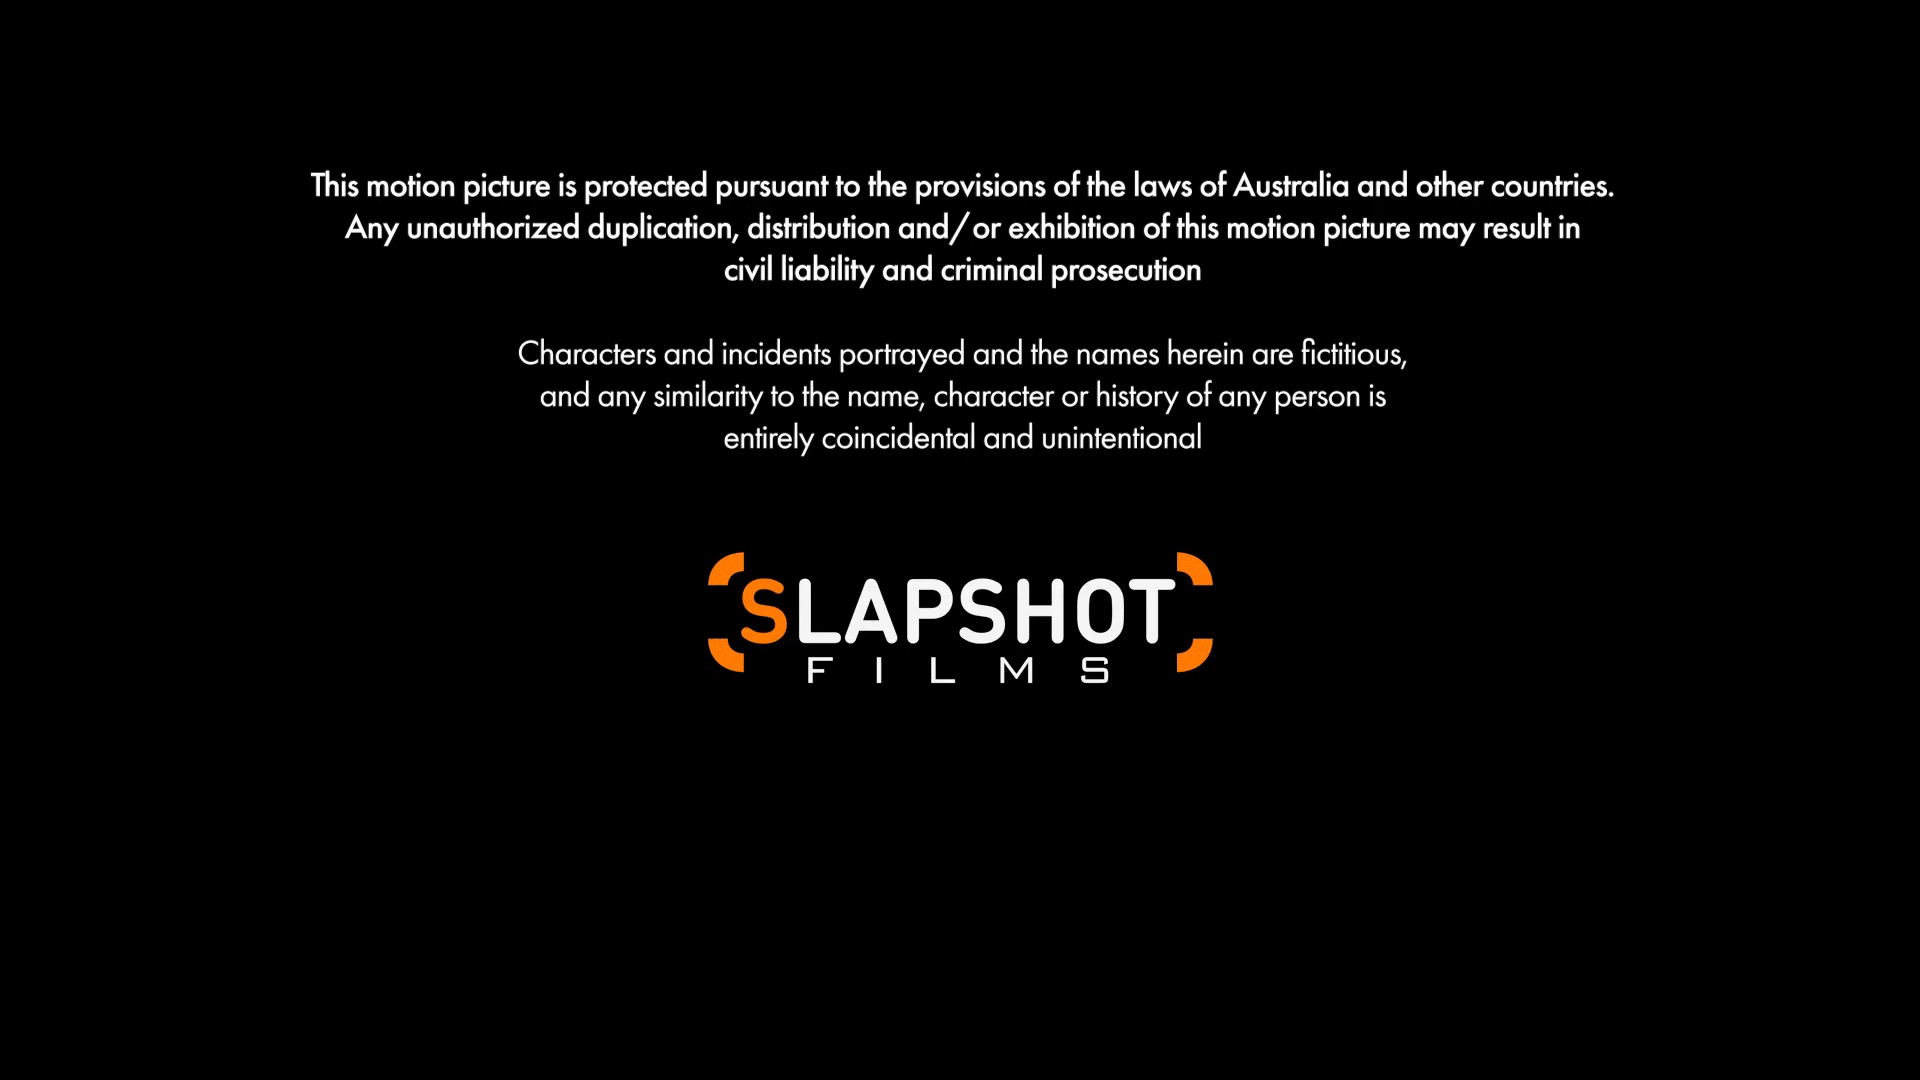 This motion picture is protected pursuant to the provisions of the laws of Australia and other countries.
Any unauthorized duplication, distribution and/or exhibition of this motion picture may result in
civil liability and criminal prosecution
Characters and incidents portrayed and the names herein are fictitious,
and any similarity to the name, character or history of any person is
entirely coincidental and unintentional
SLAPSHOT
FILMS